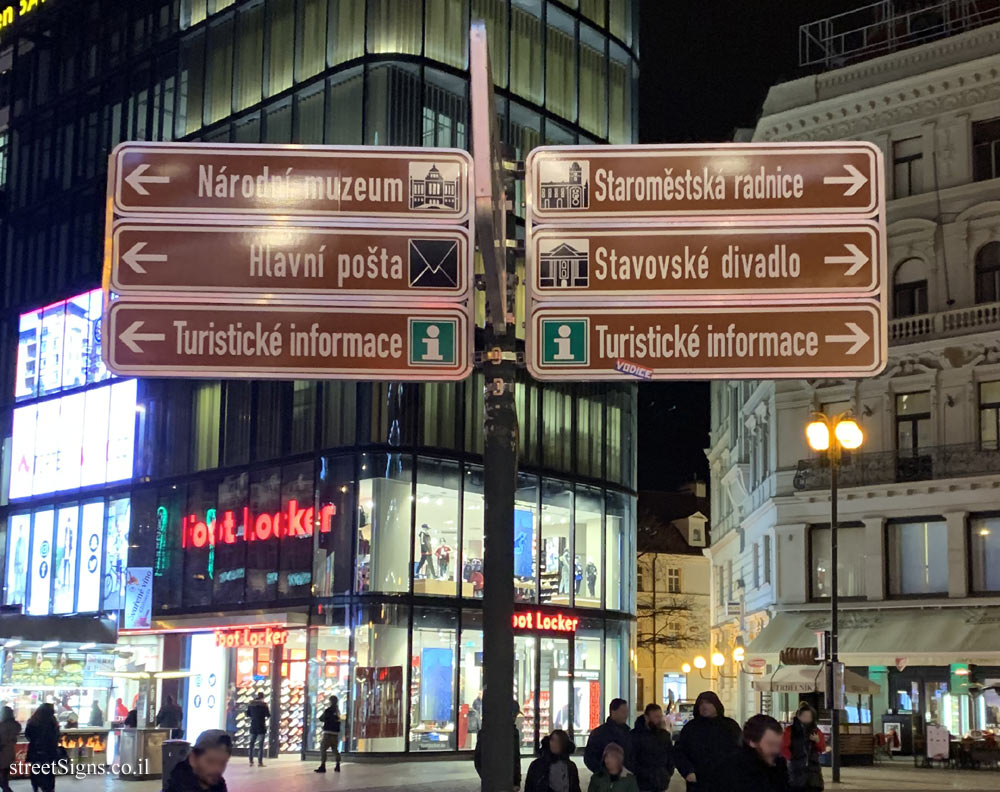 Národní muzeum
Hlavní pošta
Turistické informace
Staroměstská radnice
Stavovské divadlo
Turistické informace
VODICE
Foot Locker
Foot Locker
Foot Locker
streetSigns.co.il